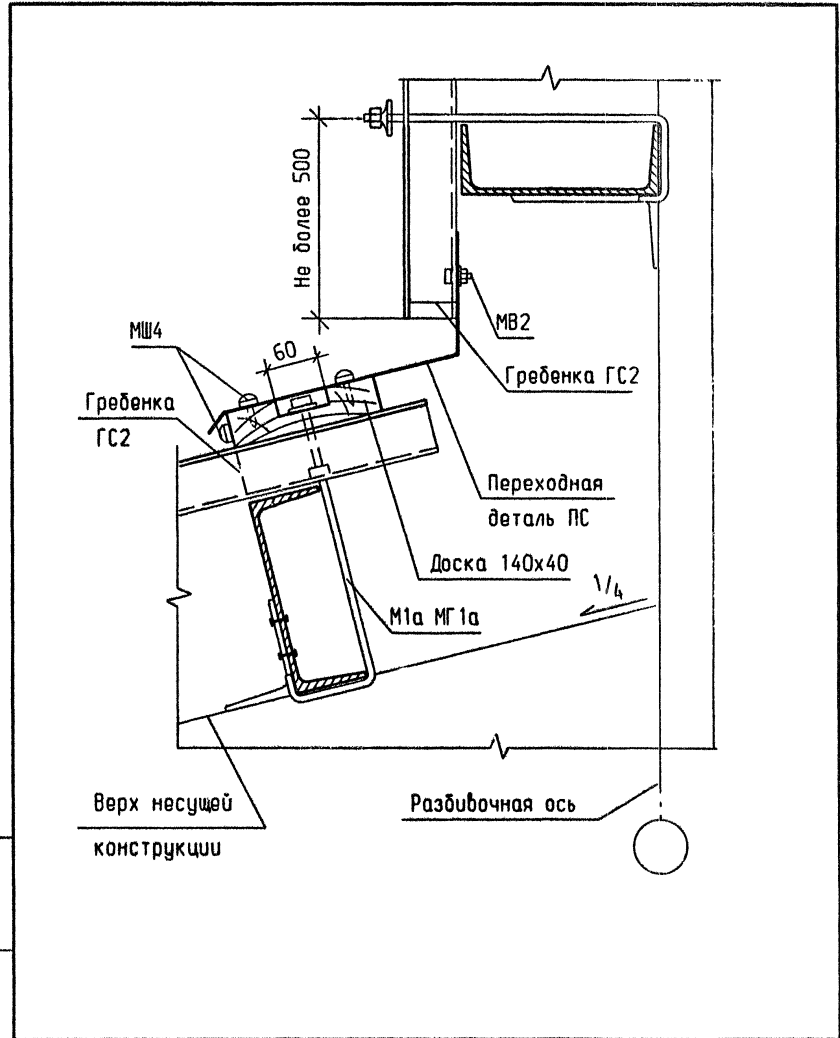 Не более 500
МШ4
60
МВ2
Гребенка ГС2
Гребенка
ГС2
Переходная
деталь ПС
Доска 140х40
1/4
М1а МГ1а
Верх несущей
конструкции
Разбивочная ось